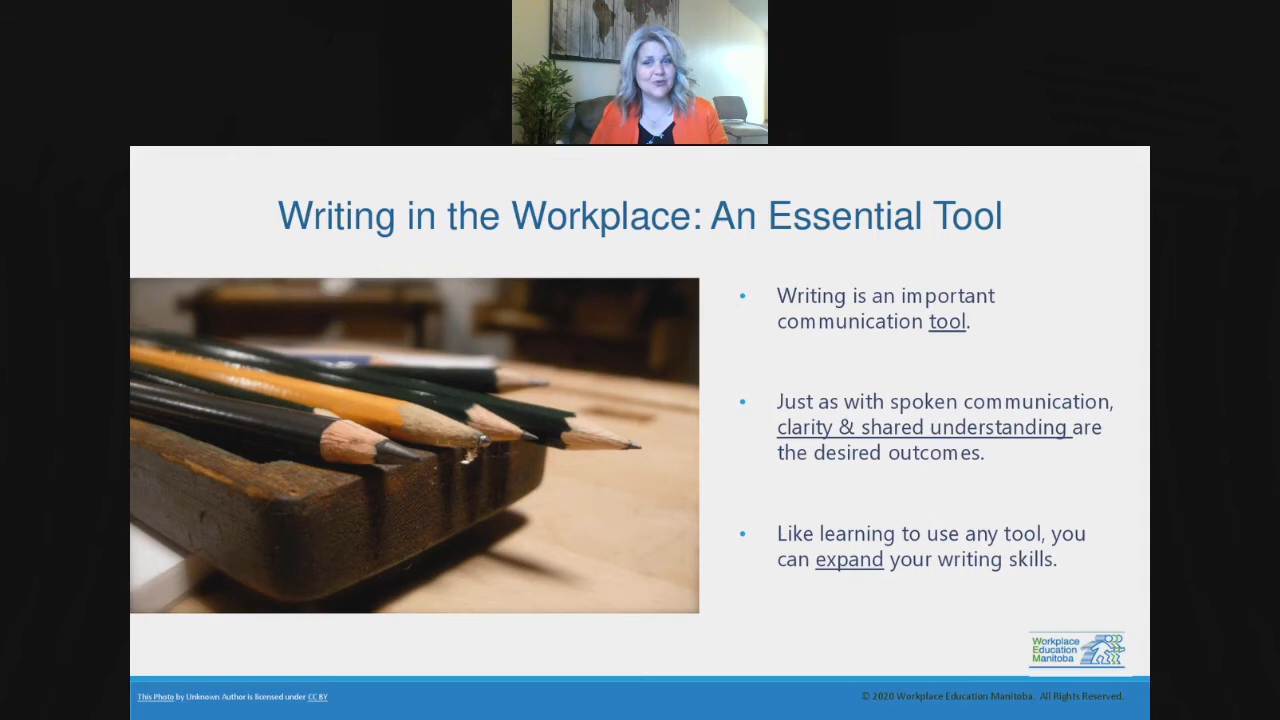 Writing in the Workplace: An Essential Tool
• Writing is an important
communication tool.
• Just as with spoken communication,
clarity & shared understanding are
the desired outcomes.
• Like learning to use any tool, you
can expand your writing skills.
Workplace
Education
Manitoba
This Photo by Unknown Author is licensed under CC BY
© 2020 Workplace Education Manitoba. All Rights Reserved.